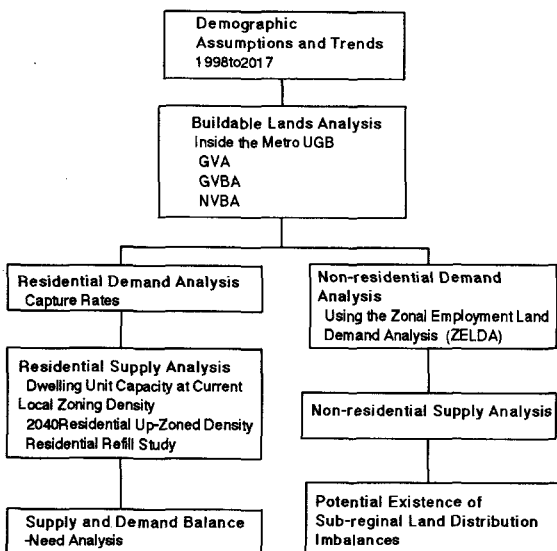 Demographic
Assumptions and Trends
1998to2017
Buildable Lands Analysis
Inside the Metro UGB
GVA
GVBA
NVBA
Residential Demand Analysis
Capture Rates
Non-residential Demand
Analysis
Using the Zonal Employment Land
Demand Analysis (ZELDA)
Residential Supply Analysis
Dwelling Unit Capacity at Current
Local Zoning Density
2040Residential Up-Zoned Density
Residential Refill Study
Non-residential Supply Analysis
Supply and Demand Balance
-Need Analysis
Potential Existence of
Sub-reginal Land Distribution
Imbalances